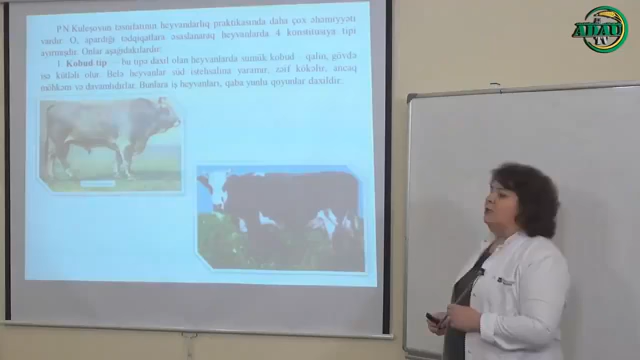 P.N.Kuleşovun təsnifatının heyvandarlıq praktikasında daha çox əhəmiyyəti
vardır. O, apardığı tədqiqatlara əsaslanaraq heyvanlarda 4 konstitusiya tipi
ayırmışdır. Onlar aşağıdakılardır:
1. Kobud tip – bu tipə daxil olan heyvanlarda sümük kobud – qalın, gövdə
isə kütləli olur. Belə heyvanlar süd istehsalına yaramır, zəif kökəlir, ancaq
möhkəm və davamlıdırlar. Bunlara iş heyvanları, qaba yunlu qoyunlar daxildir.
ADAU
TV